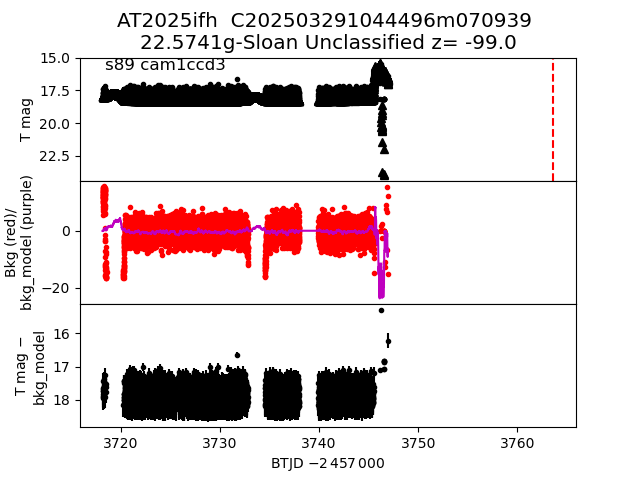 AT2025ifh  C202503291044496m070939
22.5741g-Sloan Unclassified z= -99.0
s89 cam1ccd3
T mag
15.0
17.5
20.0
22.5
Bkg (red)/
bkg_model (purple)
0
−20
T mag −
bkg_model
16
17
18
3720
3730
3740
3750
3760
BTJD −2 457 000